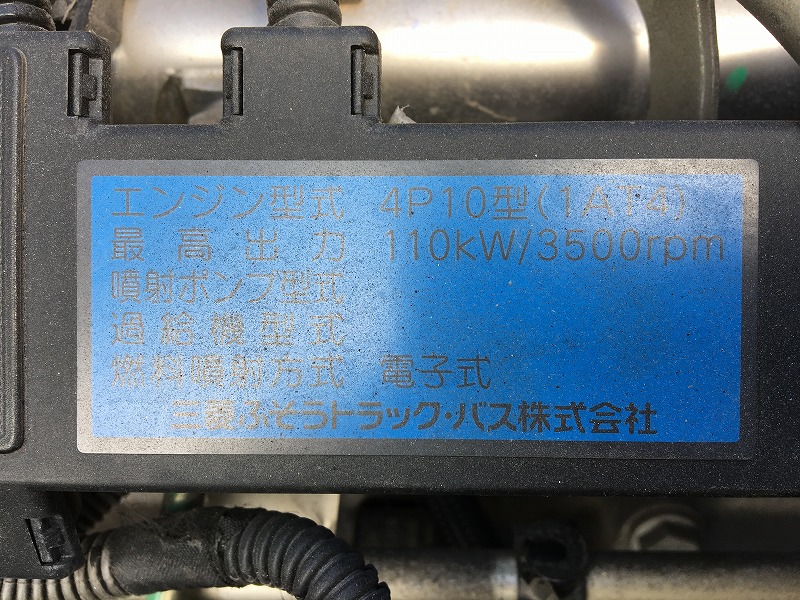 エンジン型式 4P10型(1AT4)
最高出力 110kW/3500rpm
噴射ポンプ型式
過給機型式
燃料噴射方式 電子式
三菱ふそうトラック・バス株式会社